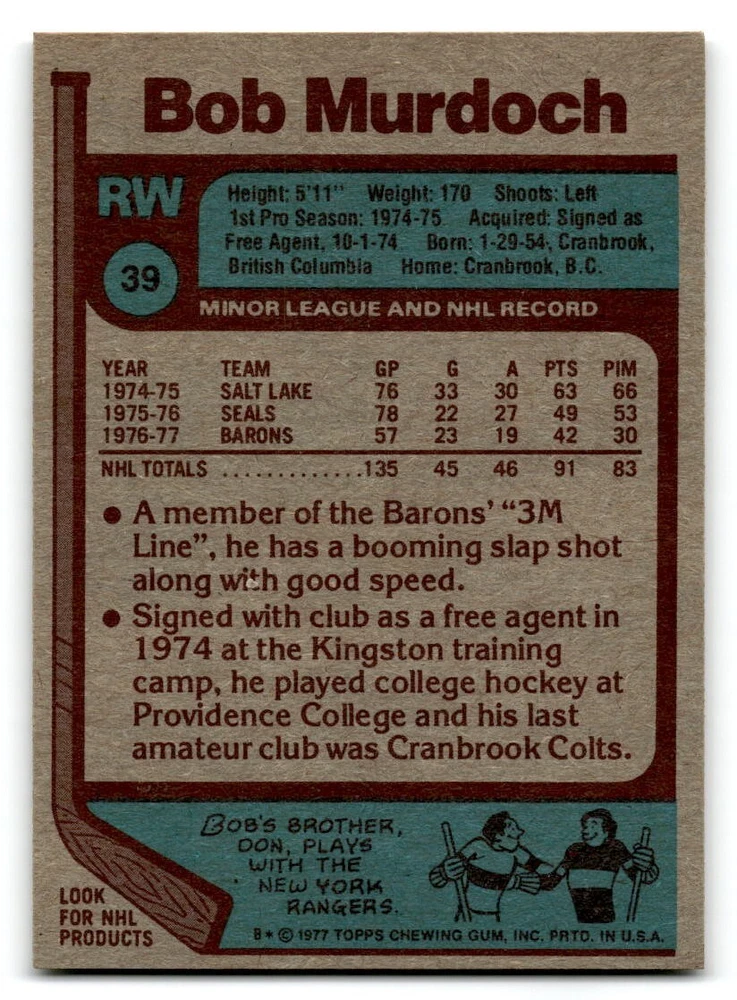 Bob Murdoch
RW
Height: 5'11" Weight: 170 Shoots: Left
1st Pro Season: 1974-75 Acquired: Signed as
Free Agent, 10-1-74 Born: 1-29-54, Cranbrook,
British Columbia Home: Cranbrook, B.C.
39
MINOR LEAGUE AND NHL RECORD
YEAR TEAM GP G A PTS PIM
1974-75 SALT LAKE 76 33 30 63 66
1975-76 SEALS 78 22 27 49 53
1976-77 BARONS 57 23 19 42 30
NHL TOTALS .............135 45 46 91 83
● A member of the Barons' "3M
Line", he has a booming slap shot
along with good speed.
● Signed with club as a free agent in
1974 at the Kingston training
camp, he played college hockey at
Providence College and his last
amateur club was Cranbrook Colts.
BOB'S BROTHER,
DON, PLAYS
WITH THE
NEW YORK
RANGERS.
LOOK
FOR NHL
PRODUCTS
B* © 1977 TOPPS CHEWING GUM, INC. PRTD. IN U.S.A.